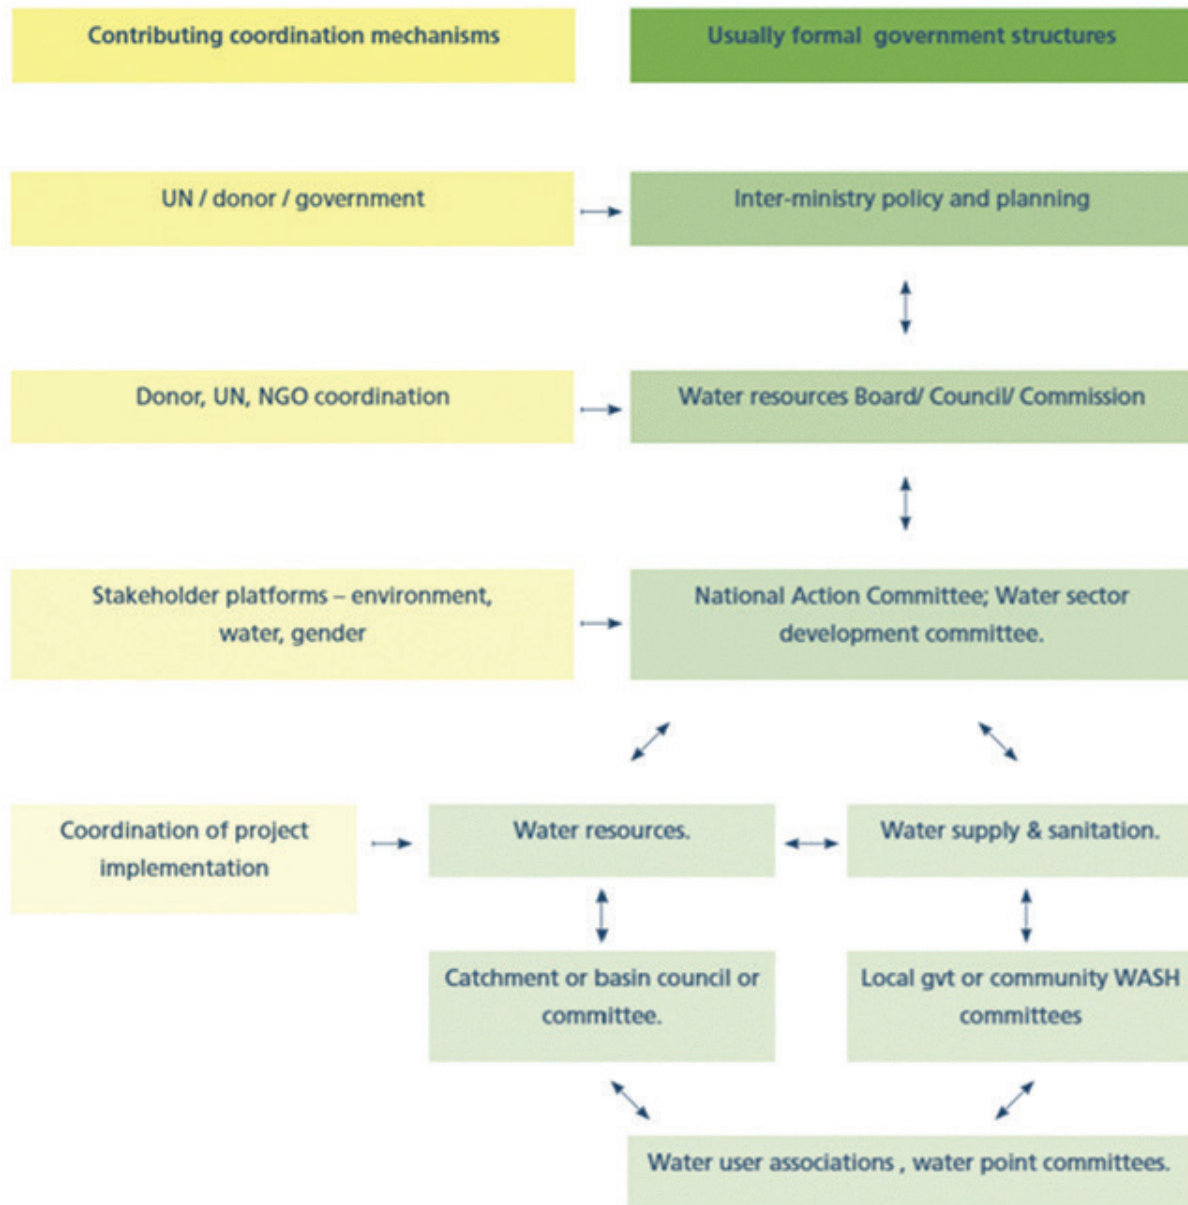 Contributing coordination mechanisms
Usually formal government structures
UN / donor / government
Inter-ministry policy and planning
Donor, UN, NGO coordination
Water resources Board/ Council/ Commission
Stakeholder platforms – environment,
water, gender
National Action Committee; Water sector
development committee.
Coordination of project
implementation
Water resources.
Water supply & sanitation.
Catchment or basin council or
committee.
Local gvt or community WASH
committees
Water user associations , water point committees.